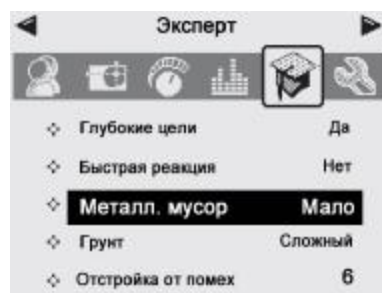 Эксперт
Глубокие цели Да
Быстрая реакция Нет
Металл. мусор Мало
Грунт Сложный
Отстройка от помех 6